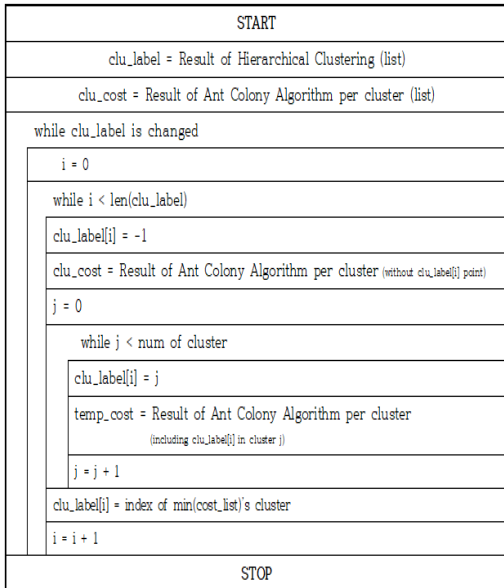 START
clu_label = Result of Hierarchical Clustering (list)
clu_cost = Result of Ant Colony Algorithm per cluster (list)
while clu_label is changed
i = 0
while i < len(clu_label)
clu_label[i] = -1
clu_cost = Result of Ant Colony Algorithm per cluster (without clu_label[i] point)
j = 0
while j < num of cluster
clu_label[i] = j
temp_cost = Result of Ant Colony Algorithm per cluster
(including clu_label[i] in cluster j)
j = j + 1
clu_label[i] = index of min(cost_list)'s cluster
i = i + 1
STOP